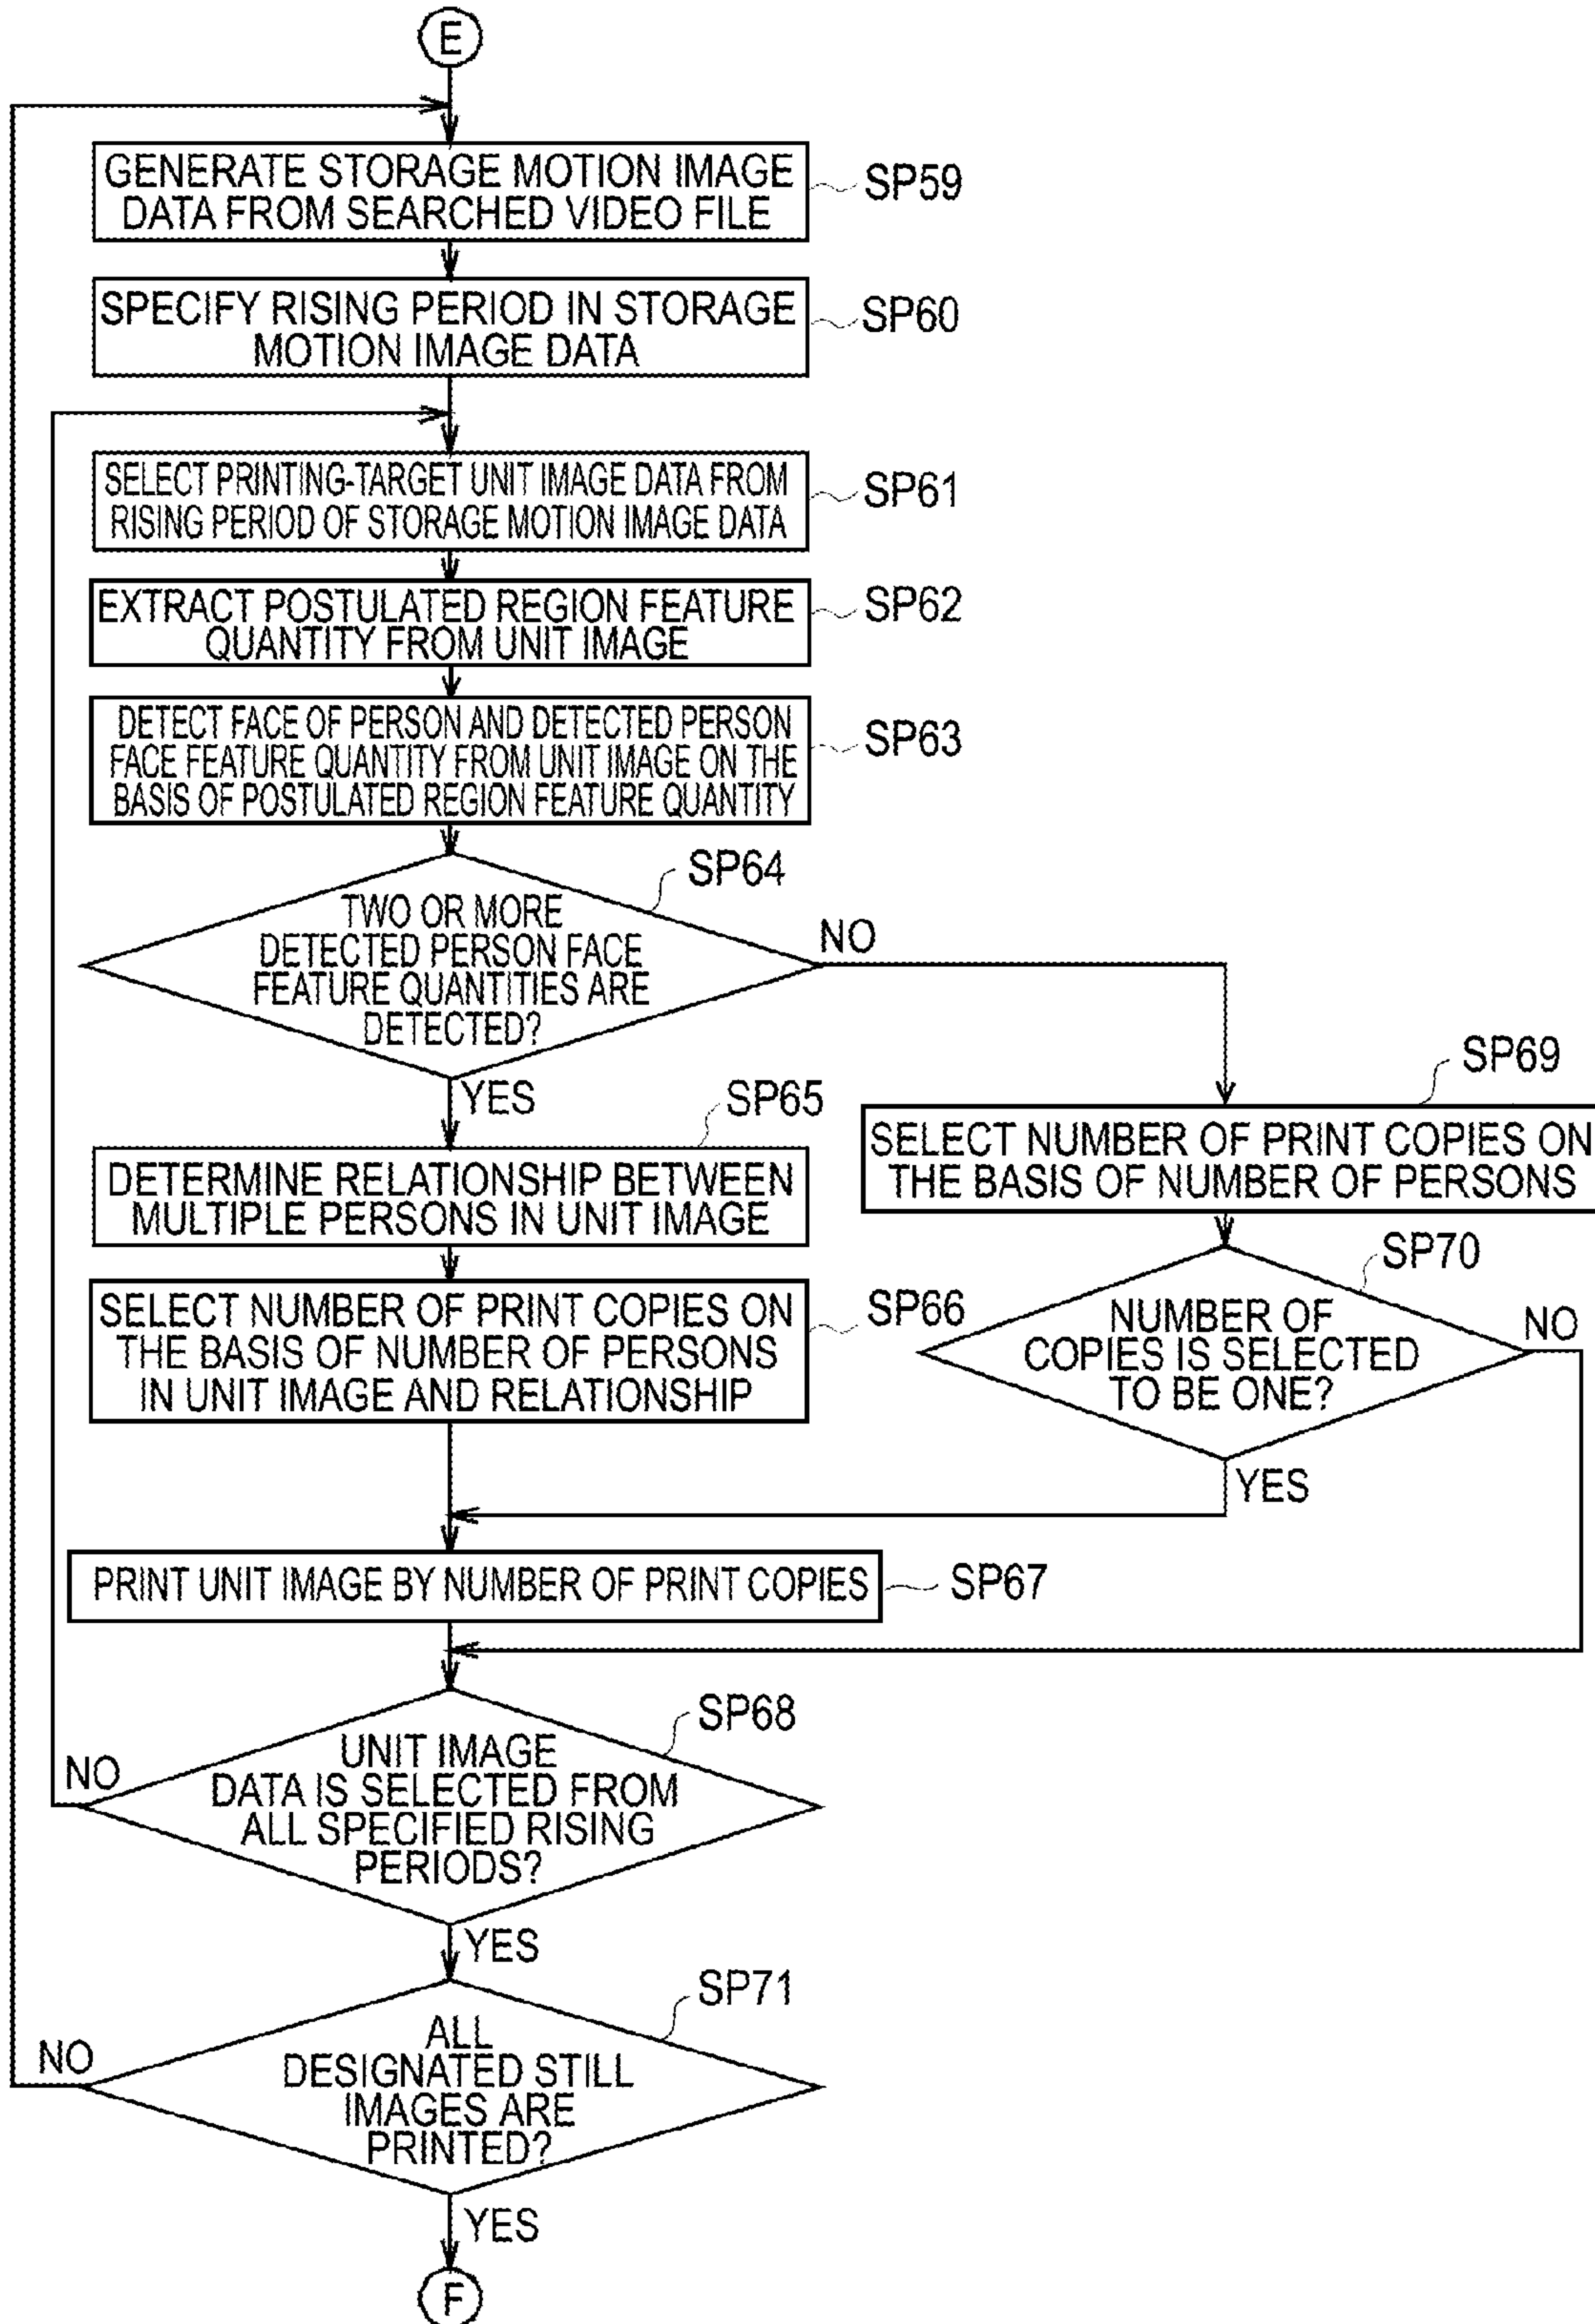 E
GENERATE STORAGE MOTION IMAGE
DATA FROM SEARCHED VIDEO FILE
SP59
SPECIFY RISING PERIOD IN STORAGE
MOTION IMAGE DATA
SP60
SELECT PRINTING-TARGET UNIT IMAGE DATA FROM
RISING PERIOD OF STORAGE MOTION IMAGE DATA
SP61
EXTRACT POSTULATED REGION FEATURE
QUANTITY FROM UNIT IMAGE
SP62
DETECT FACE OF PERSON AND DETECTED PERSON
FACE FEATURE QUANTITY FROM UNIT IMAGE ON THE
BASIS OF POSTULATED REGION FEATURE QUANTITY
SP63
SP64
TWO OR MORE
DETECTED PERSON FACE
FEATURE QUANTITIES ARE
DETECTED?
NO
YES
SP65
DETERMINE RELATIONSHIP BETWEEN
MULTIPLE PERSONS IN UNIT IMAGE
SP69
SELECT NUMBER OF PRINT COPIES ON
THE BASIS OF NUMBER OF PERSONS
SELECT NUMBER OF PRINT COPIES ON
THE BASIS OF NUMBER OF PERSONS
IN UNIT IMAGE AND RELATIONSHIP
SP66
SP70
NUMBER OF
COPIES IS SELECTED
TO BE ONE?
NO
YES
PRINT UNIT IMAGE BY NUMBER OF PRINT COPIES
SP67
SP68
UNIT IMAGE
DATA IS SELECTED FROM
ALL SPECIFIED RISING
PERIODS?
NO
YES
SP71
ALL
DESIGNATED STILL
IMAGES ARE
PRINTED?
NO
YES
F